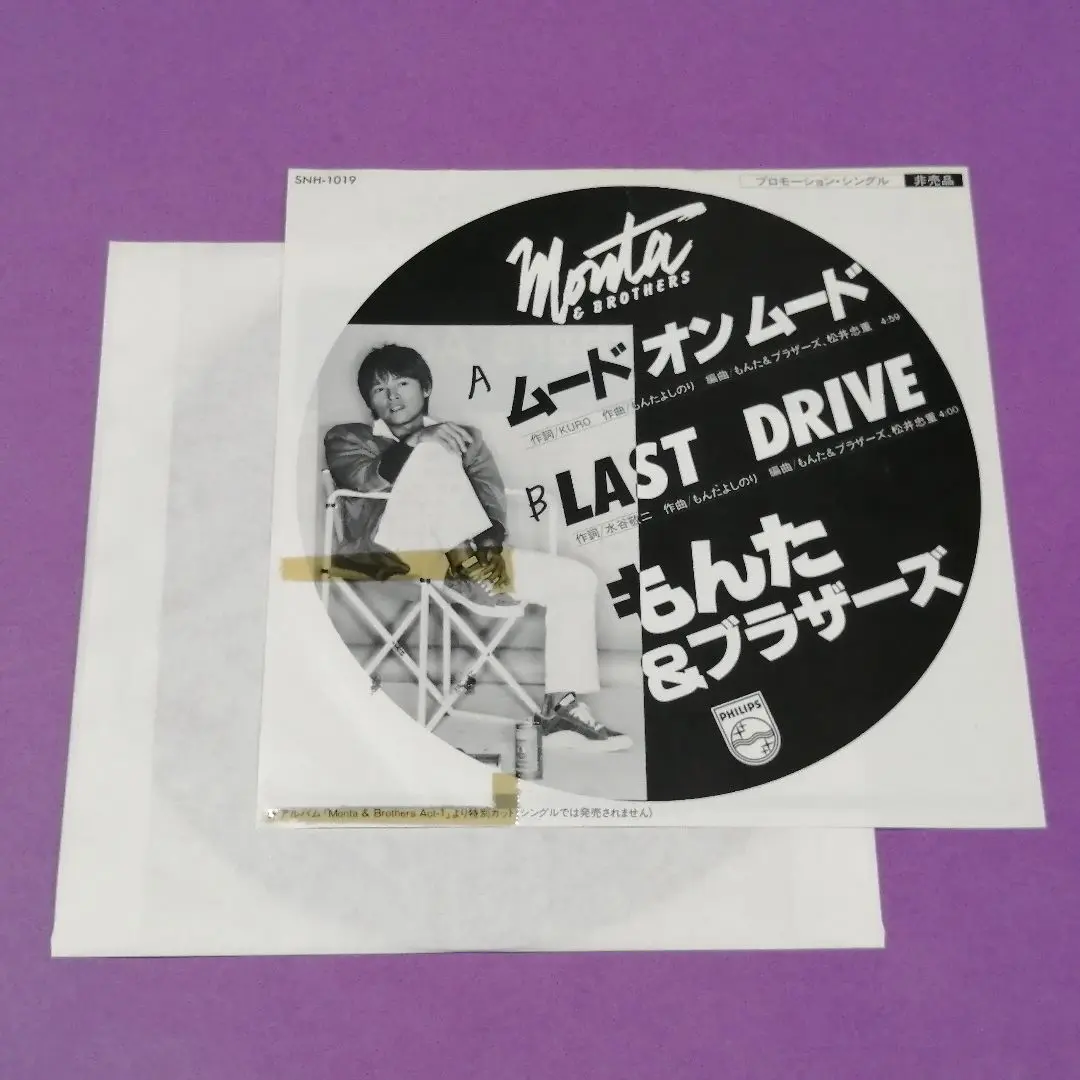 SNH-1019
プロモーション・シングル 非売品
Monta
& BROTHERS
A ムード オン ムード
作詞/KURO 作曲/もんたよしのり 編曲/もんた&ブラザーズ、松井忠重 4:59
B LAST DRIVE
作詞/水谷敬二 作曲/もんたよしのり 編曲/もんた&ブラザーズ、松井忠重 4:00
もんた
&ブラザーズ
PHILIPS
アルバム「Monta & Brothers Act-1」より特別カット(シングルでは発売されません)